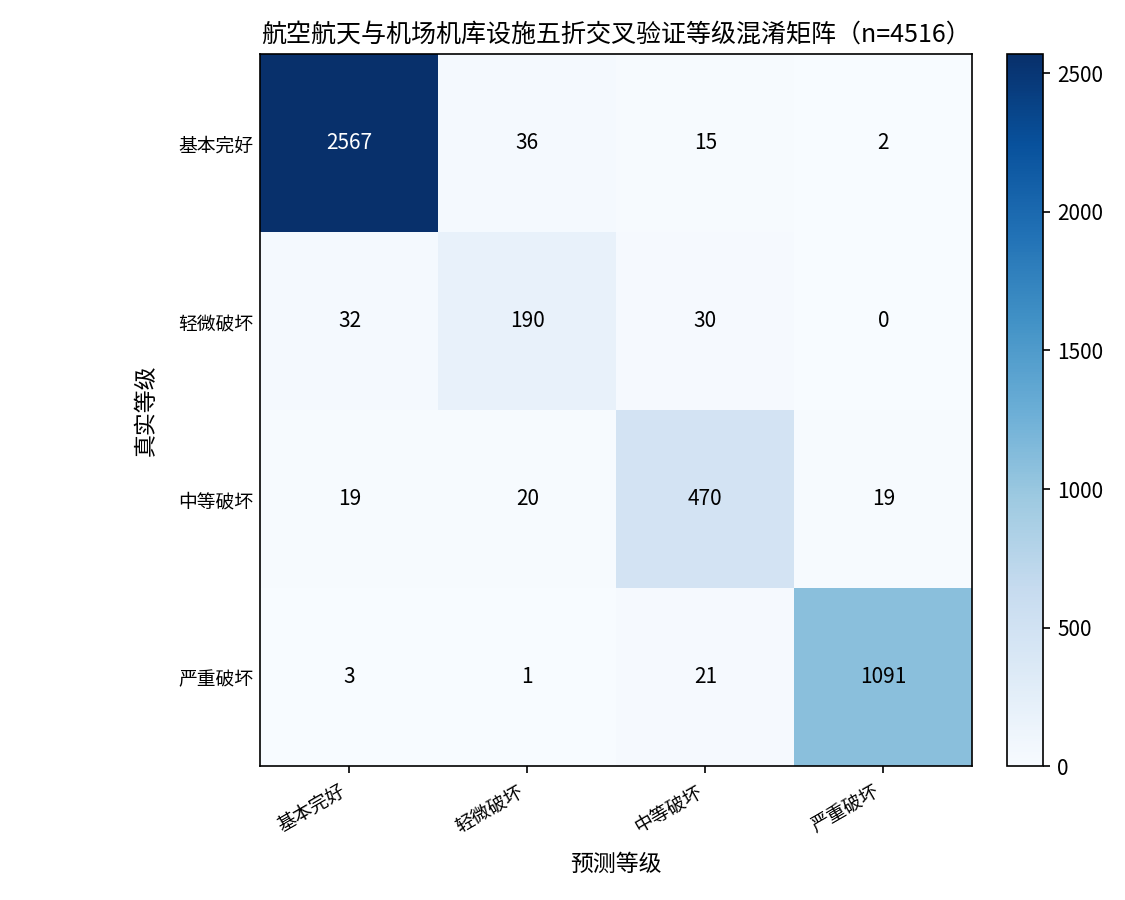 航空航天与机场机库设施五折交叉验证等级混淆矩阵（n=4516）
基本完好 2567 36 15 2
轻微破坏 32 190 30 0
中等破坏 19 20 470 19
严重破坏 3 1 21 1091
真实等级
基本完好 轻微破坏 中等破坏 严重破坏
预测等级
2500
2000
1500
1000
500
0